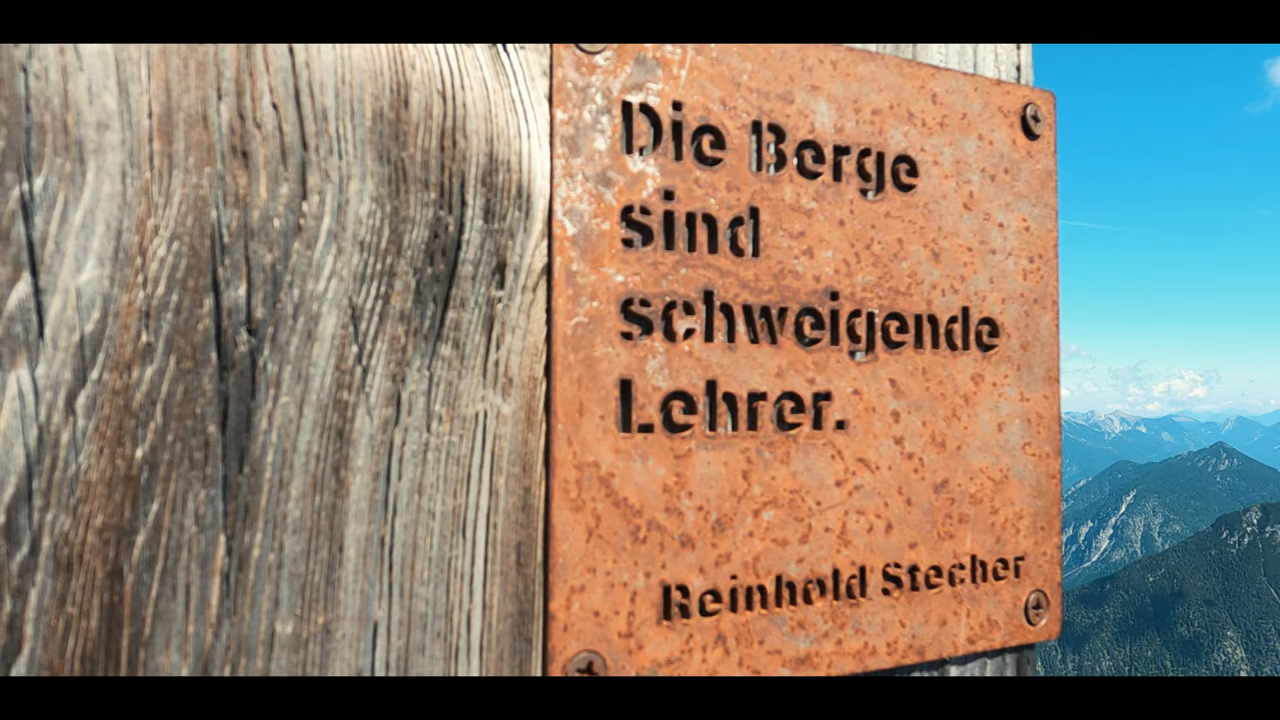 Die Berge
sind
schweigende
Lehrer.
Reinhold Stecher